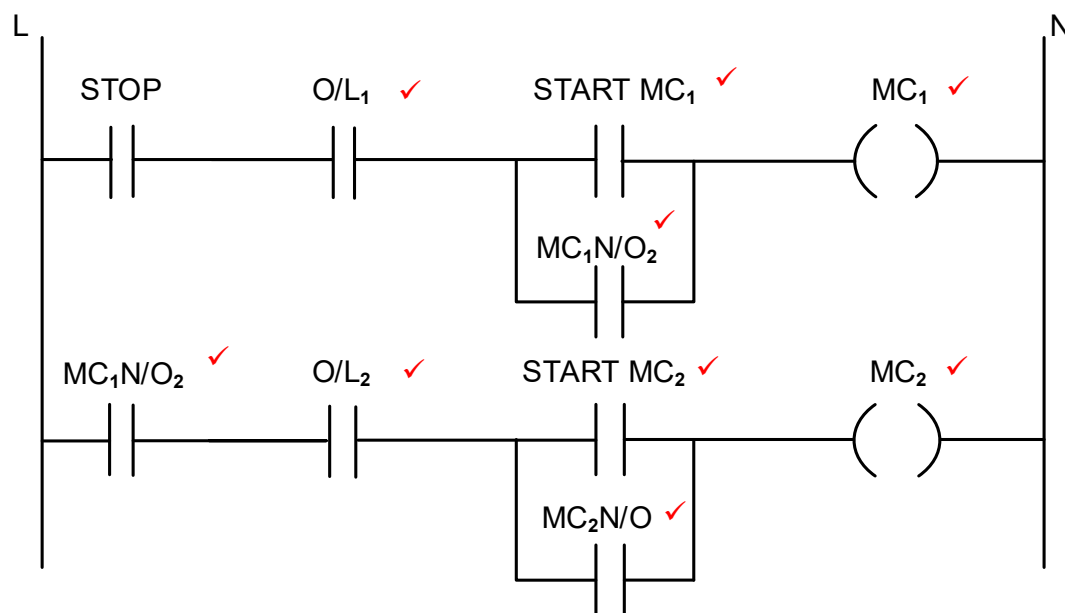 L N
STOP O/L₁ ✓ START MC₁ ✓ MC₁ ✓
MC₁N/O₂ ✓
MC₁N/O₂ ✓ O/L₂ ✓ START MC₂ ✓ MC₂ ✓
MC₂N/O ✓